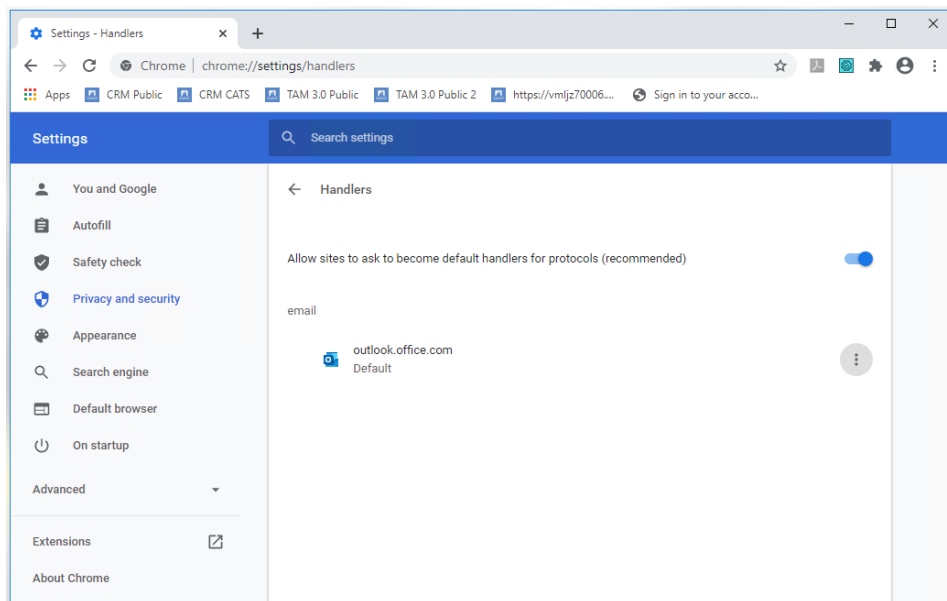 Settings - Handlers
Chrome | chrome://settings/handlers
Apps CRM Public CRM CATS TAM 3.0 Public TAM 3.0 Public 2 https://vmljz70006.... Sign in to your acco...
Settings
Search settings
You and Google
Autofill
Safety check
Privacy and security
Appearance
Search engine
Default browser
On startup
Advanced
Extensions
About Chrome
Handlers
Allow sites to ask to become default handlers for protocols (recommended)
email
outlook.office.com
Default